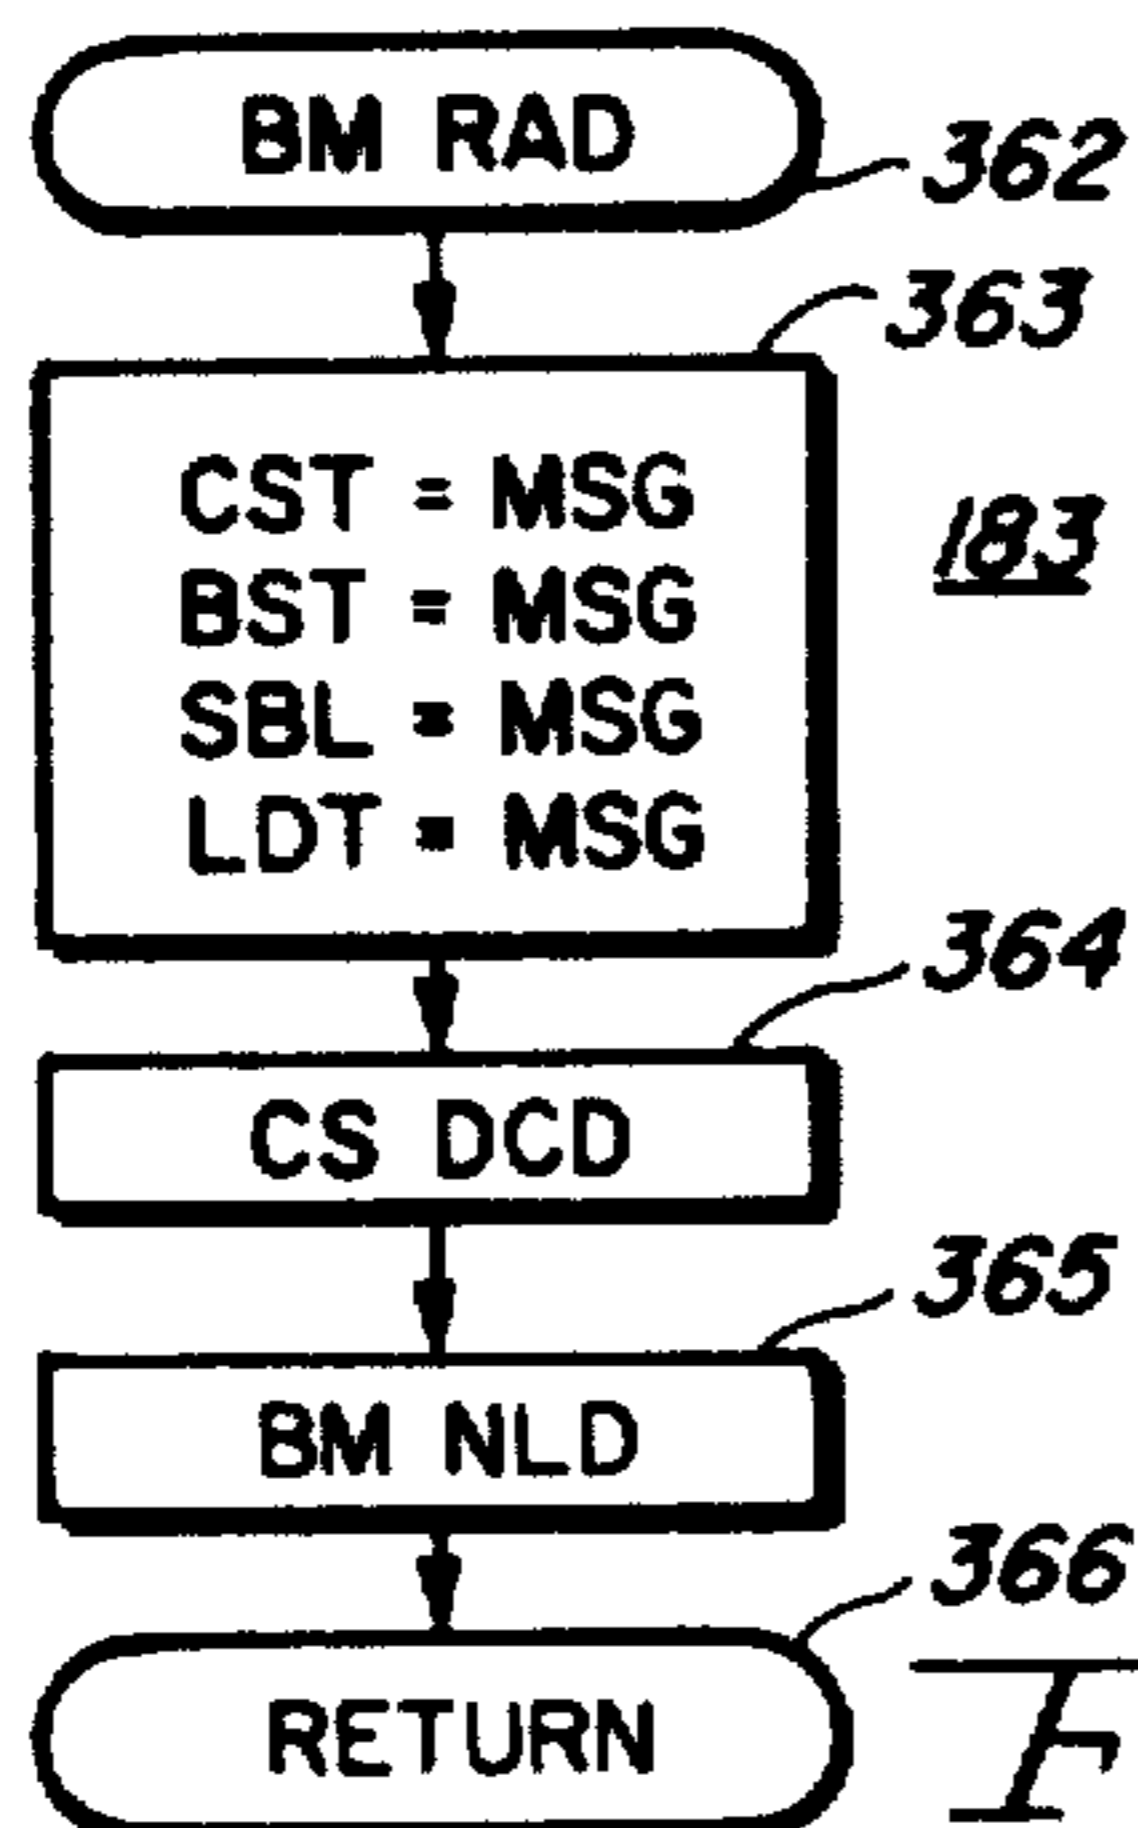 BM RAD
362
363
CST = MSG
BST = MSG
SBL = MSG
LDT = MSG
183
364
CS DCD
365
BM NLD
366
RETURN
F